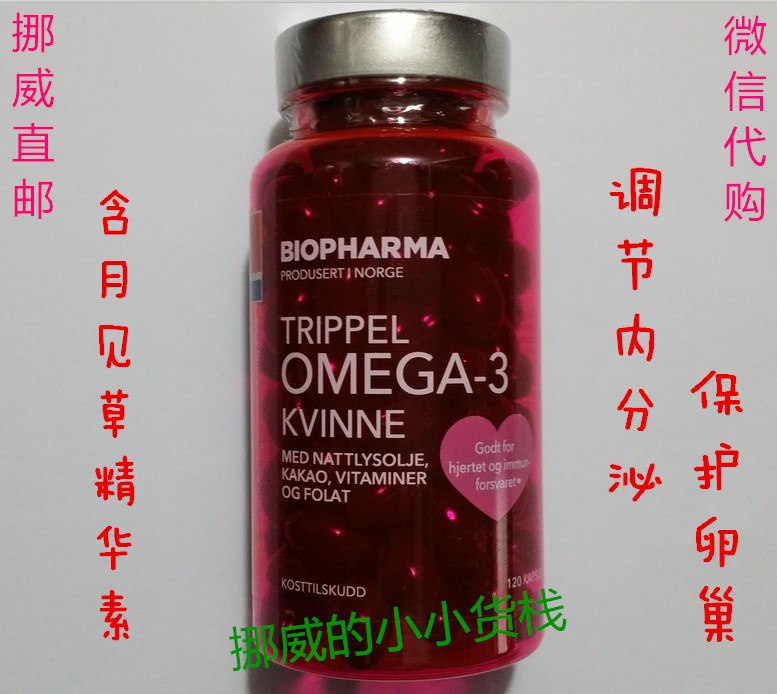 挪威直邮
微信代购
含月见草精华素
调节内分泌
保护卵巢
BIOPHARMA
PRODUSERT I NORGE
TRIPPEL
OMEGA-3
KVINNE
MED NATTLYSOLJE,
KAKAO, VITAMINER
OG FOLAT
Godt for
hjertet og immun-
forsvaret*
KOSTTILSKUDD
120
挪威的小小货栈